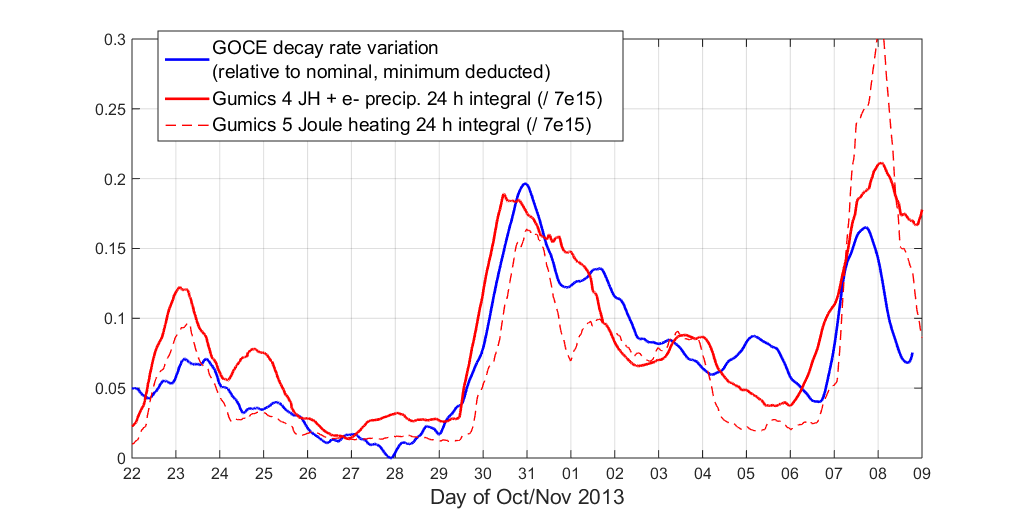 GOCE decay rate variation
(relative to nominal, minimum deducted)
Gumics 4 JH + e- precip. 24 h integral (/ 7e15)
Gumics 5 Joule heating 24 h integral (/ 7e15)
0.3
0.25
0.2
0.15
0.1
0.05
0
22 23 24 25 26 27 28 29 30 31 01 02 03 04 05 06 07 08 09
Day of Oct/Nov 2013